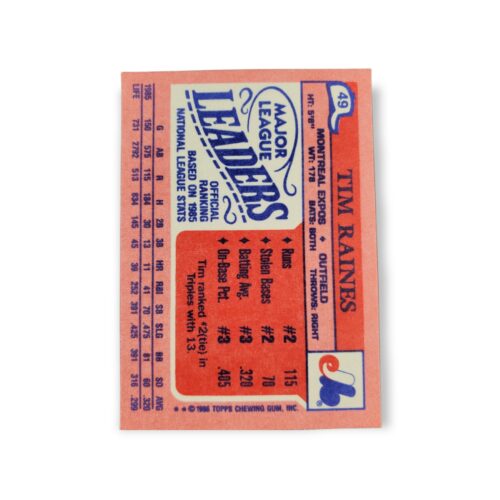 49
TIM RAINES
MONTREAL EXPOS ♦ OUTFIELD
HT: 5'8" WT: 178 BATS: BOTH THROWS: RIGHT
MAJOR
LEAGUE
LEADERS
OFFICIAL
RANKING
BASED ON 1985
NATIONAL LEAGUE STATS
♦ Runs #2 115
♦ Stolen Bases #2 70
♦ Batting Avg. #3 .320
♦ On-Base Pct. #3 .405
Tim ranked #2(tie) in
Triples with 13.
G AB R H 2B 3B HR RBI SB SLG BB SO AVG
1985 150 575 115 184 30 13 11 41 70 .475 81 60 .320
LIFE 731 2792 513 834 145 45 39 252 391 .425 391 316 .299
** © 1986 TOPPS CHEWING GUM, INC.